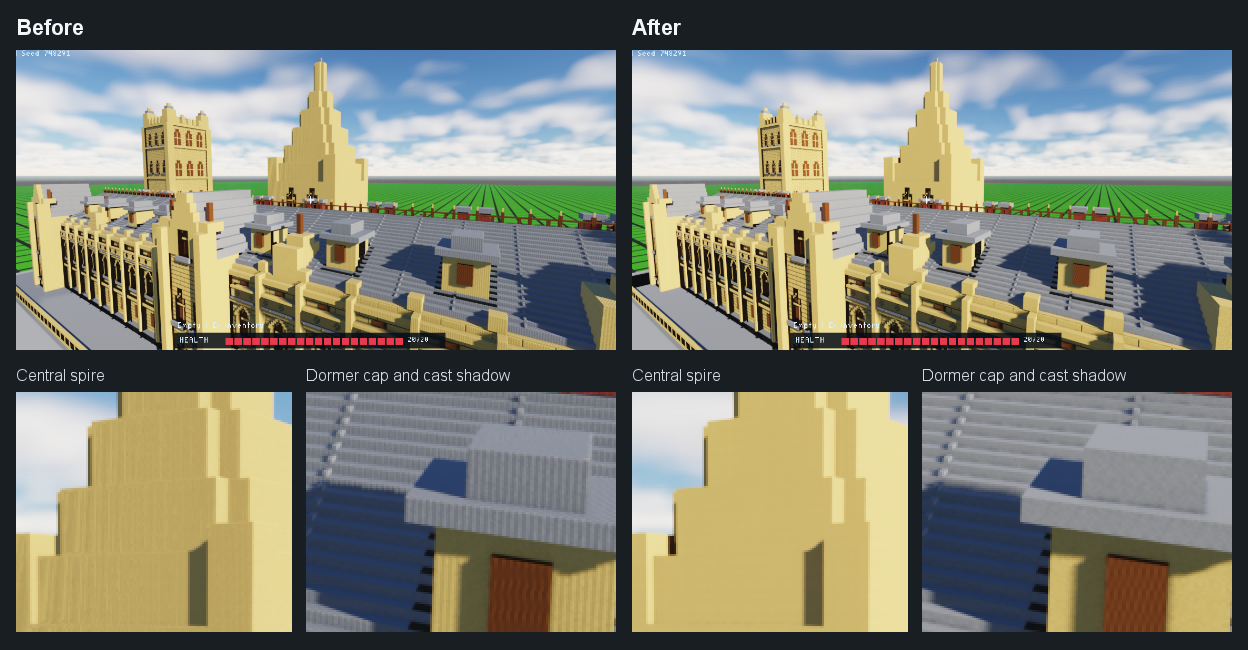 Before
After
Seed 748291
Seed 748291
HEALTH
20/20
HEALTH
20/20
Central spire
Dormer cap and cast shadow
Central spire
Dormer cap and cast shadow